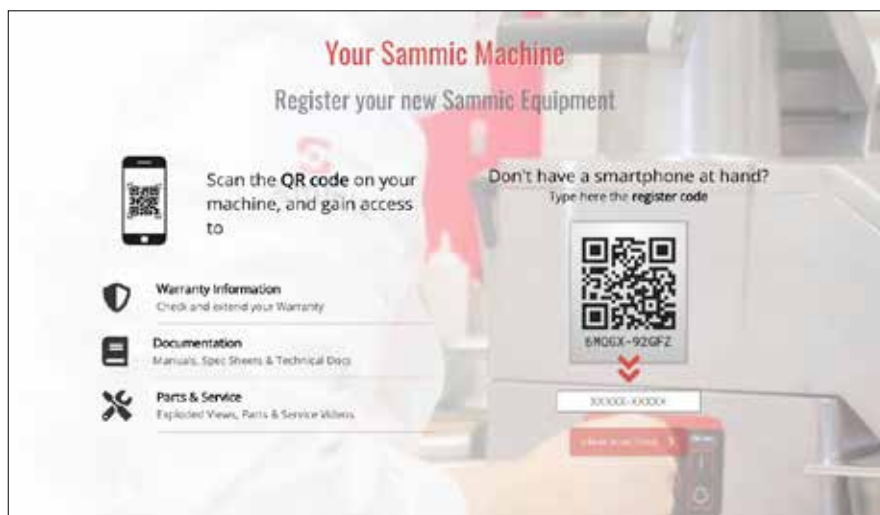 Your Sammic Machine
Register your new Sammic Equipment
Scan the QR code on your
machine, and gain access
to
Warranty Information
Check and extend your Warranty
Documentation
Manuals, Spec Sheets & Technical Docs
Parts & Service
Exploded Views, Parts & Service Videos
Don't have a smartphone at hand?
Type here the register code
6MQGX-92GFZ
XXXXX-XXXXX